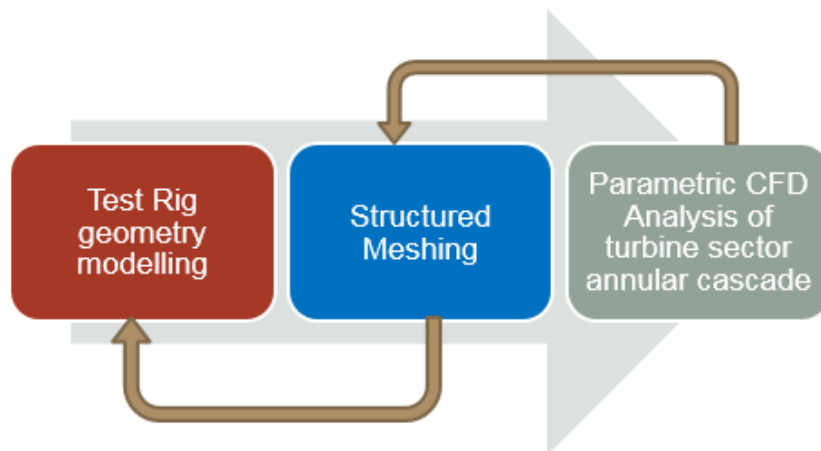 Test Rig
geometry
modelling
Structured
Meshing
Parametric CFD
Analysis of
turbine sector
annular cascade